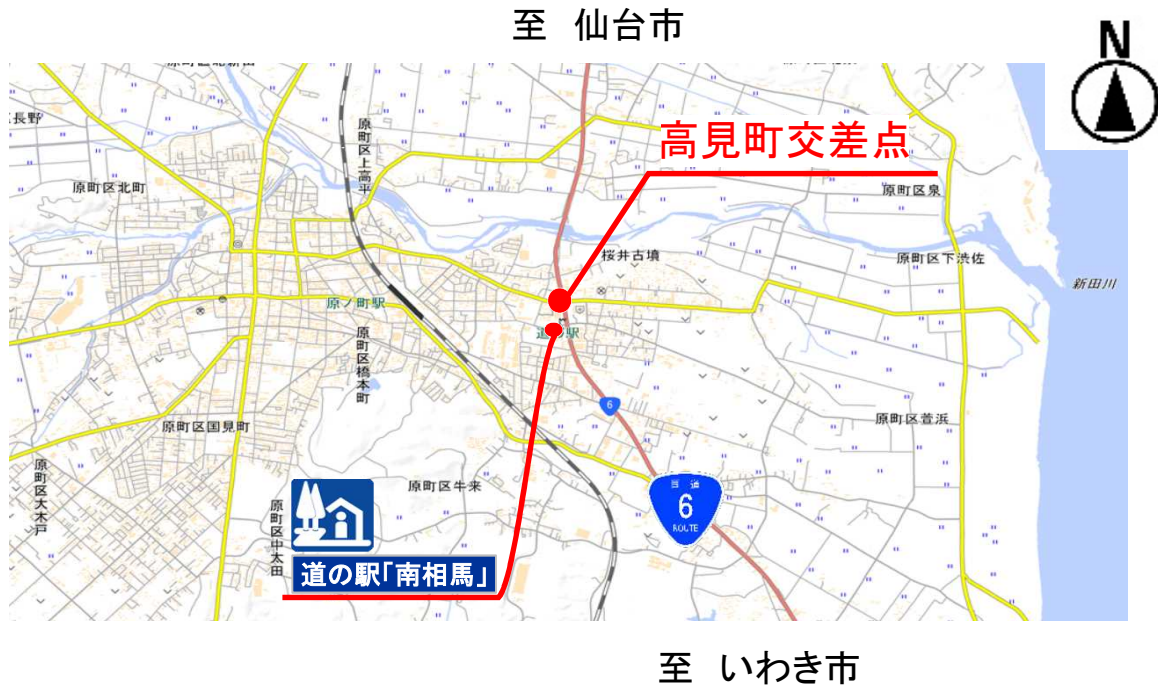 至　仙台市
N
高見町交差点
長野
原町区上高平
原町区北町
原町区泉
桜井古墳
原町区下渋佐
新田川
原ノ町駅
道の駅
原町区橋本町
6
原町区国見町
原町区萱浜
原町区大木戸
原町区牛来
原町区中太田
国道
6
ROUTE
道の駅「南相馬」
至　いわき市